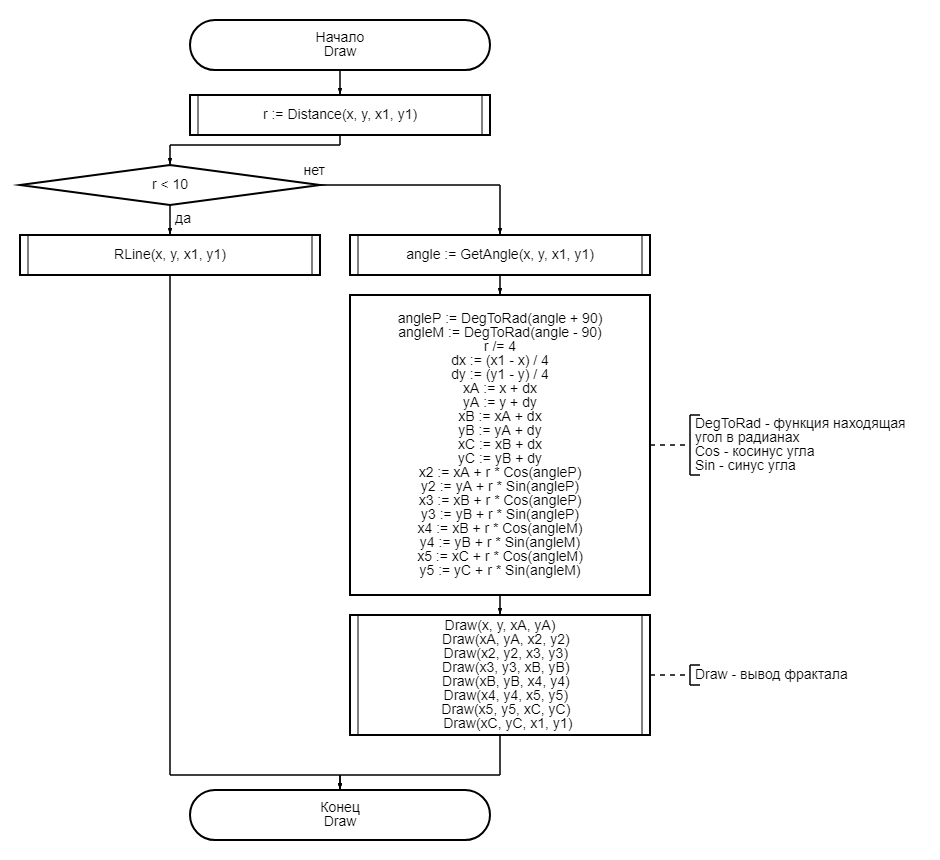 Начало
Draw
r := Distance(x, y, x1, y1)
r < 10
нет
да
RLine(x, y, x1, y1)
angle := GetAngle(x, y, x1, y1)
angleP := DegToRad(angle + 90)
angleM := DegToRad(angle - 90)
r /= 4
dx := (x1 - x) / 4
dy := (y1 - y) / 4
xA := x + dx
yA := y + dy
xB := xA + dx
yB := yA + dy
xC := xB + dx
yC := yB + dy
x2 := xA + r * Cos(angleP)
y2 := yA + r * Sin(angleP)
x3 := xB + r * Cos(angleP)
y3 := yB + r * Sin(angleP)
x4 := xB + r * Cos(angleM)
y4 := yB + r * Sin(angleM)
x5 := xC + r * Cos(angleM)
y5 := yC + r * Sin(angleM)
DegToRad - функция находящая
угол в радианах
Cos - косинус угла
Sin - синус угла
Draw(x, y, xA, yA)
Draw(xA, yA, x2, y2)
Draw(x2, y2, x3, y3)
Draw(x3, y3, xB, yB)
Draw(xB, yB, x4, y4)
Draw(x4, y4, x5, y5)
Draw(x5, y5, xC, yC)
Draw(xC, yC, x1, y1)
Draw - вывод фрактала
Конец
Draw